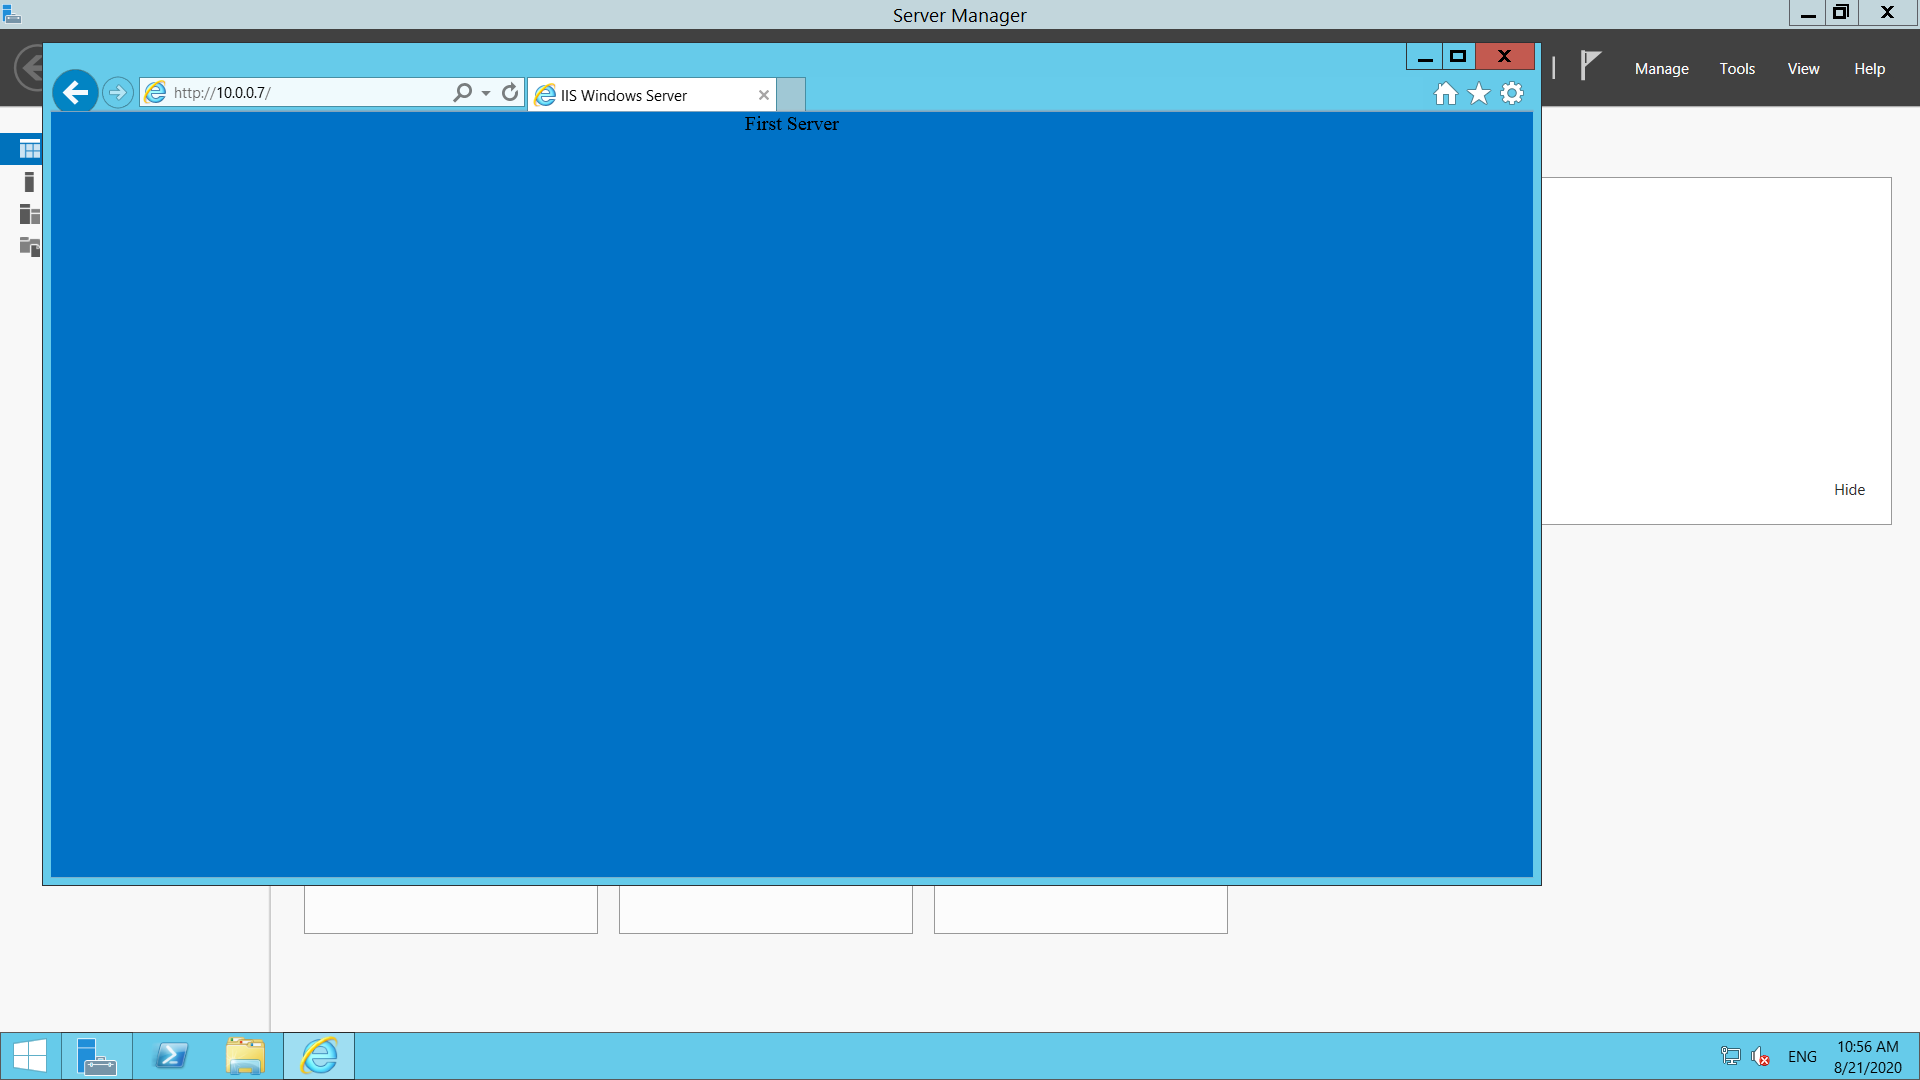 Server Manager
Manage Tools View Help
http://10.0.0.7/
IIS Windows Server
First Server
Hide
ENG
10:56 AM
8/21/2020